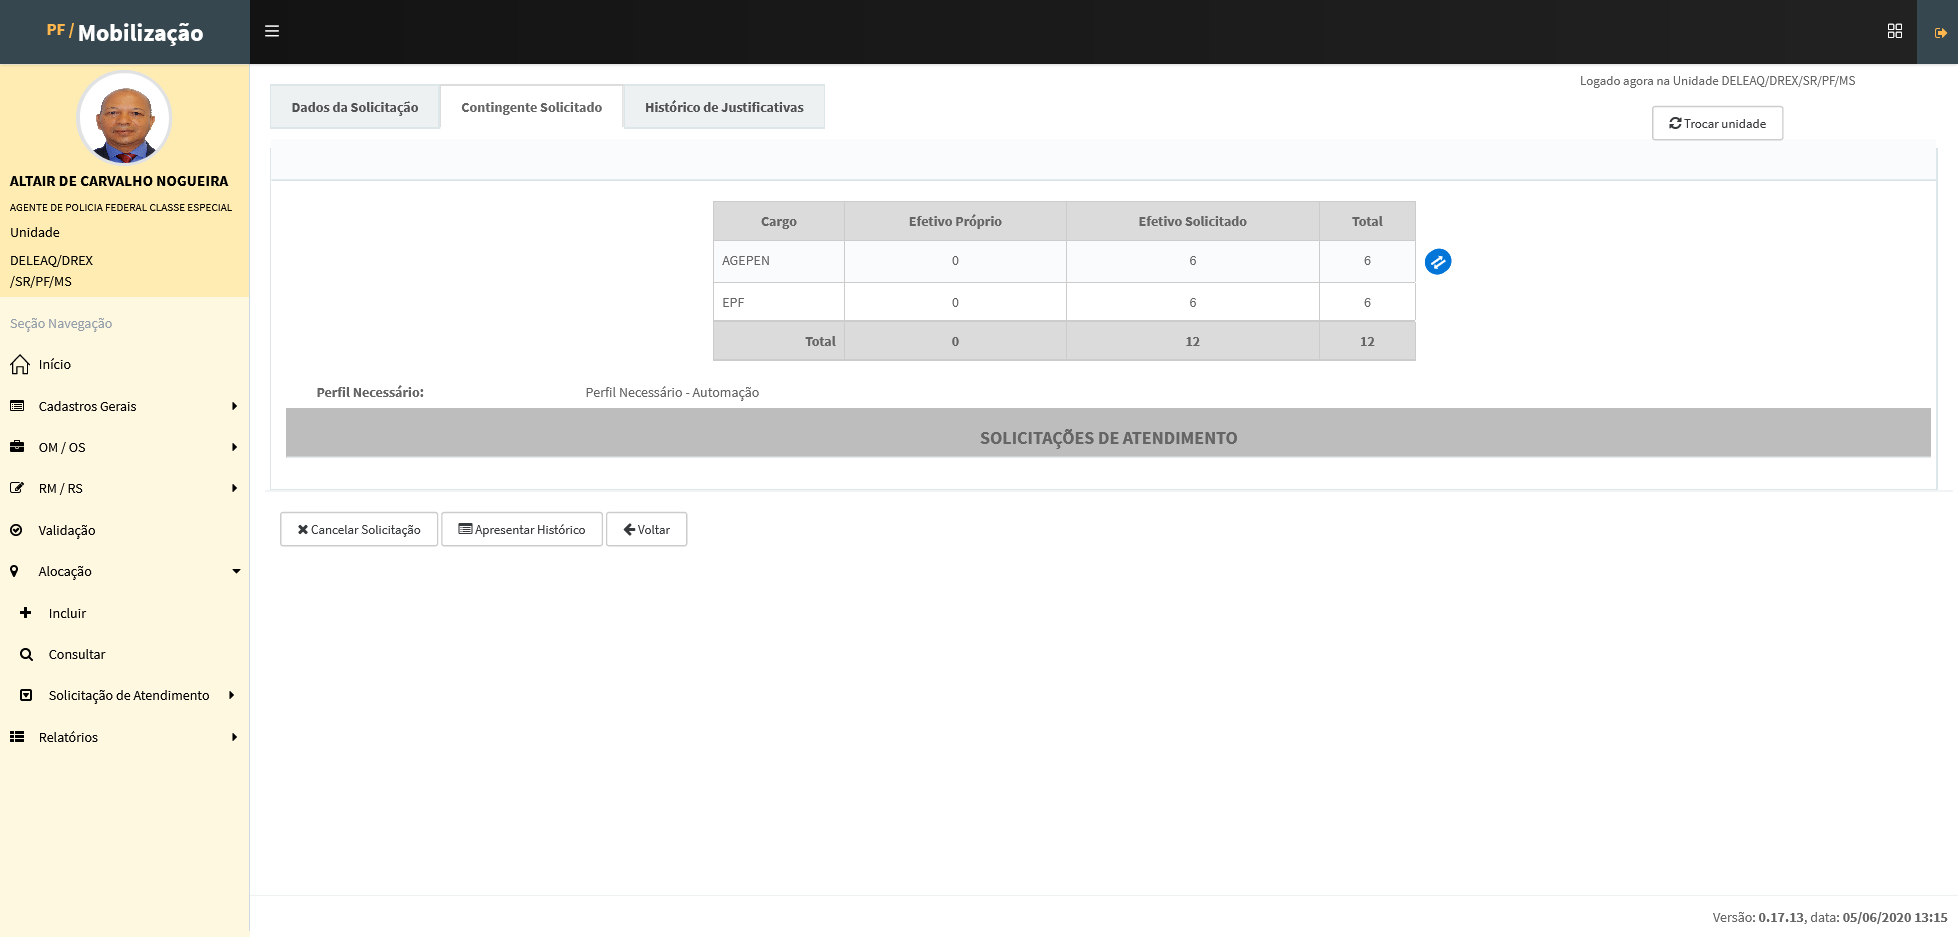 PF / Mobilização
Logado agora na Unidade DELEAQ/DREX/SR/PF/MS
Trocar unidade
ALTAIR DE CARVALHO NOGUEIRA
AGENTE DE POLICIA FEDERAL CLASSE ESPECIAL
Unidade
DELEAQ/DREX
/SR/PF/MS
Seção Navegação
Início
Cadastros Gerais
OM / OS
RM / RS
Validação
Alocação
Incluir
Consultar
Solicitação de Atendimento
Relatórios
Dados da Solicitação Contingente Solicitado Histórico de Justificativas
Cargo Efetivo Próprio Efetivo Solicitado Total
AGEPEN 0 6 6
EPF 0 6 6
Total 0 12 12
Perfil Necessário: Perfil Necessário - Automação
SOLICITAÇÕES DE ATENDIMENTO
Cancelar Solicitação Apresentar Histórico Voltar
Versão: 0.17.13, data: 05/06/2020 13:15